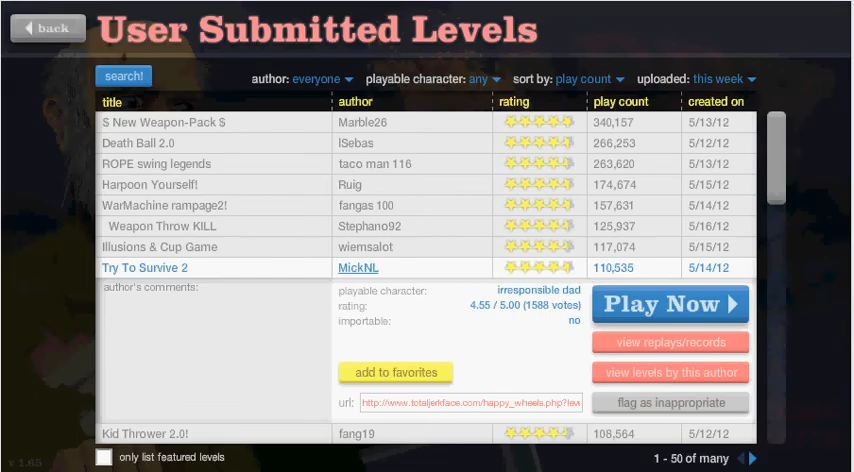 back
User Submitted Levels
search!
author: everyone playable character: any sort by: play count uploaded: this week
title author rating play count created on
S New Weapon-Pack S Marble26 340,157 5/13/12
Death Ball 2.0 ISebas 266,253 5/12/12
ROPE swing legends taco man 116 263,620 5/13/12
Harpoon Yourself! Ruig 174,674 5/15/12
WarMachine rampage2! fangas 100 157,631 5/14/12
Weapon Throw KILL Stephano92 125,937 5/16/12
Illusions & Cup Game wiemsalot 117,074 5/15/12
Try To Survive 2 MickNL 110,535 5/14/12
author's comments:
playable character: irresponsible dad
rating: 4.55 / 5.00 (1588 votes)
importable: no
Play Now
view replays/records
add to favorites
view levels by this author
url: http://www.totaljerkface.com/happy_wheels.php?leve
flag as inappropriate
Kid Thrower 2.0! fang19 108,564 5/12/12
only list featured levels
1 - 50 of many
v 1.65